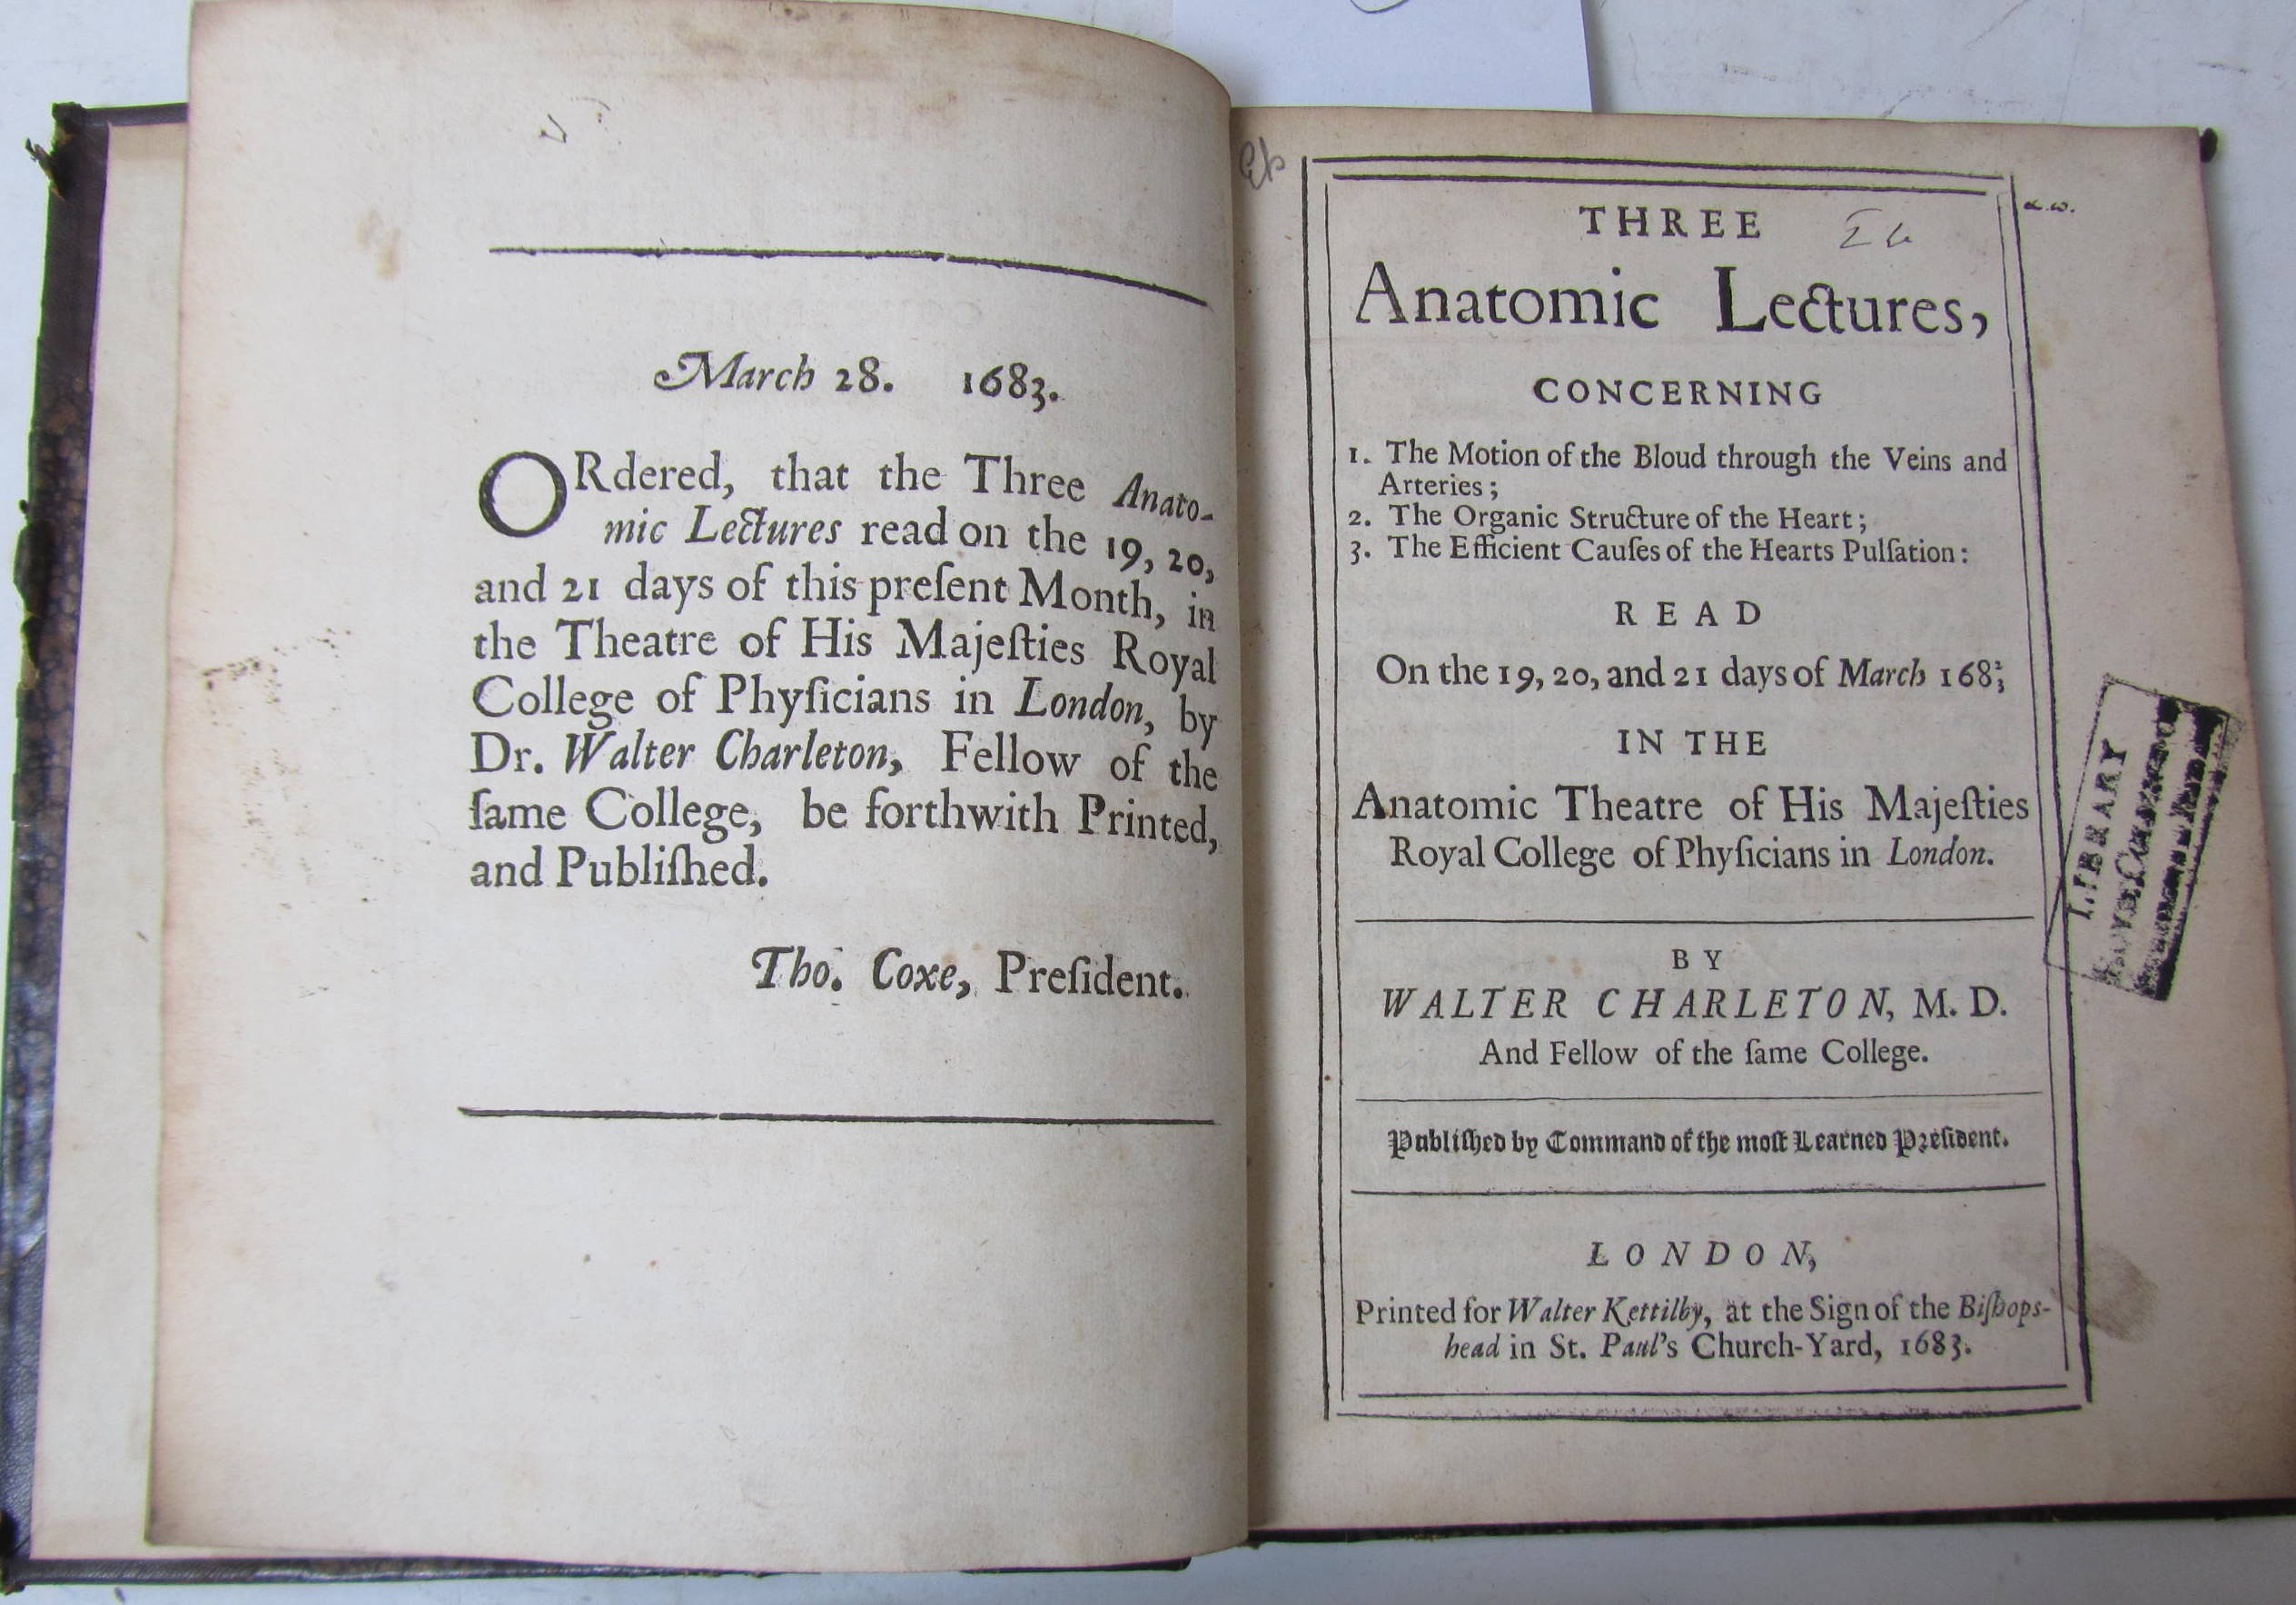 March 28. 1683.
ORdered, that the Three Anato-
mic Lectures read on the 19, 20,
and 21 days of this preſent Month, in
the Theatre of His Majeſties Royal
College of Phyſicians in London, by
Dr. Walter Charleton, Fellow of the
ſame College, be forthwith Printed,
and Publiſhed.
Tho. Coxe, Preſident.
THREE
Anatomic Lectures,
CONCERNING
1. The Motion of the Bloud through the Veins and
Arteries;
2. The Organic Structure of the Heart;
3. The Efficient Cauſes of the Hearts Pulſation:
READ
On the 19, 20, and 21 days of March 168⅔
IN THE
Anatomic Theatre of His Majeſties
Royal College of Phyſicians in London.
BY
WALTER CHARLETON, M. D.
And Fellow of the ſame College.
Publiſhed by Command of the moſt Learned Preſident.
LONDON,
Printed for Walter Kettilby, at the Sign of the Biſhops-
head in St. Paul's Church-Yard, 1683.
LIBRARY